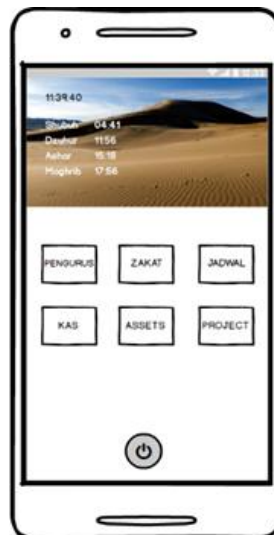 11:39:40
Shubuh 04:41
Dzuhur 11:56
Ashar 15:18
Maghrib 17:56
PENGURUS ZAKAT JADWAL
KAS ASSETS PROJECT